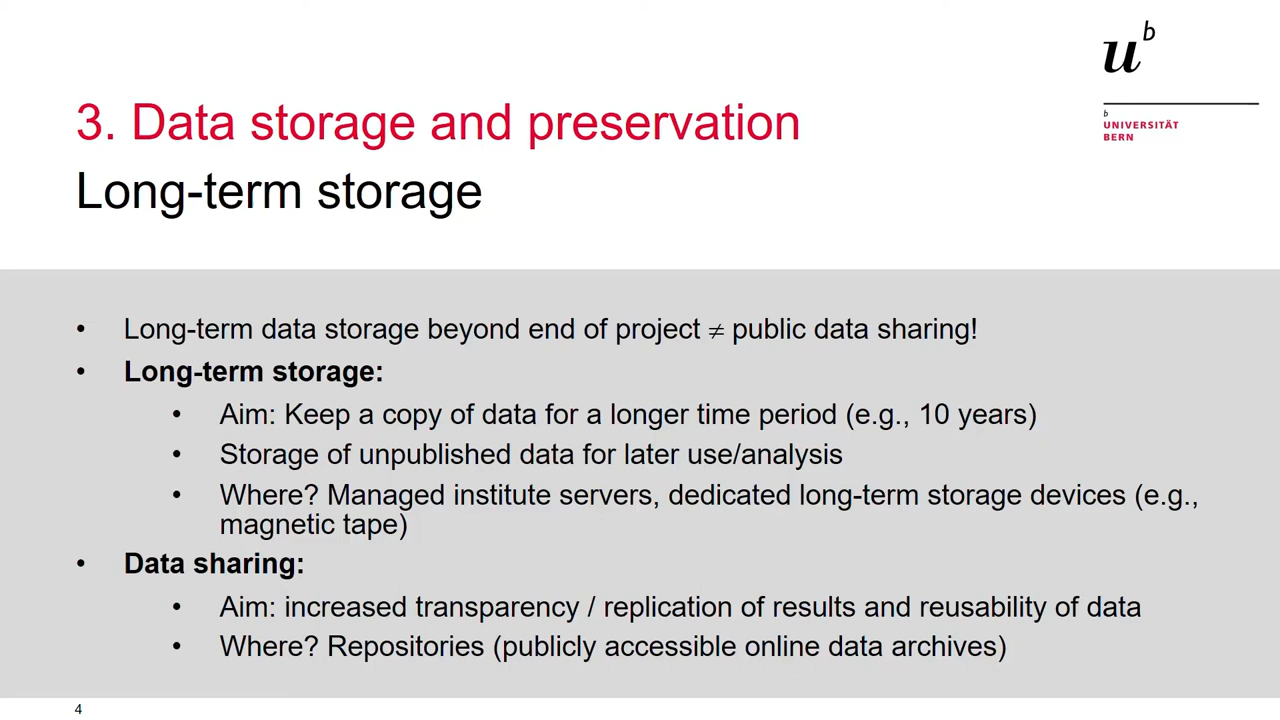 u^b
b
UNIVERSITÄT
BERN
3. Data storage and preservation
Long-term storage
• Long-term data storage beyond end of project ≠ public data sharing!
• Long-term storage:
• Aim: Keep a copy of data for a longer time period (e.g., 10 years)
• Storage of unpublished data for later use/analysis
• Where? Managed institute servers, dedicated long-term storage devices (e.g.,
magnetic tape)
• Data sharing:
• Aim: increased transparency / replication of results and reusability of data
• Where? Repositories (publicly accessible online data archives)
4